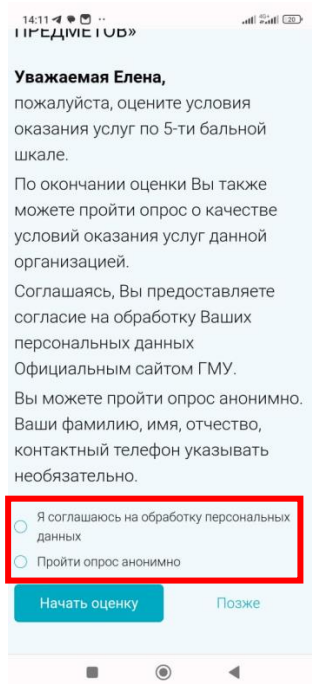 14:11
20
ПРЕДМЕТОВ»
Уважаемая Елена,
пожалуйста, оцените условия
оказания услуг по 5-ти бальной
шкале.
По окончании оценки Вы также
можете пройти опрос о качестве
условий оказания услуг данной
организацией.
Соглашаясь, Вы предоставляете
согласие на обработку Ваших
персональных данных
Официальным сайтом ГМУ.
Вы можете пройти опрос анонимно.
Ваши фамилию, имя, отчество,
контактный телефон указывать
необязательно.
Я соглашаюсь на обработку персональных
данных
Пройти опрос анонимно
Начать оценку
Позже